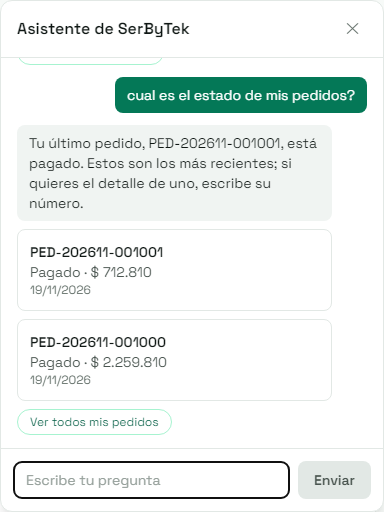 Asistente de SerByTek
cual es el estado de mis pedidos?
Tu último pedido, PED-202611-001001, está
pagado. Estos son los más recientes; si
quieres el detalle de uno, escribe su
número.
PED-202611-001001
Pagado · $ 712.810
19/11/2026
PED-202611-001000
Pagado · $ 2.259.810
19/11/2026
Ver todos mis pedidos
Escribe tu pregunta
Enviar